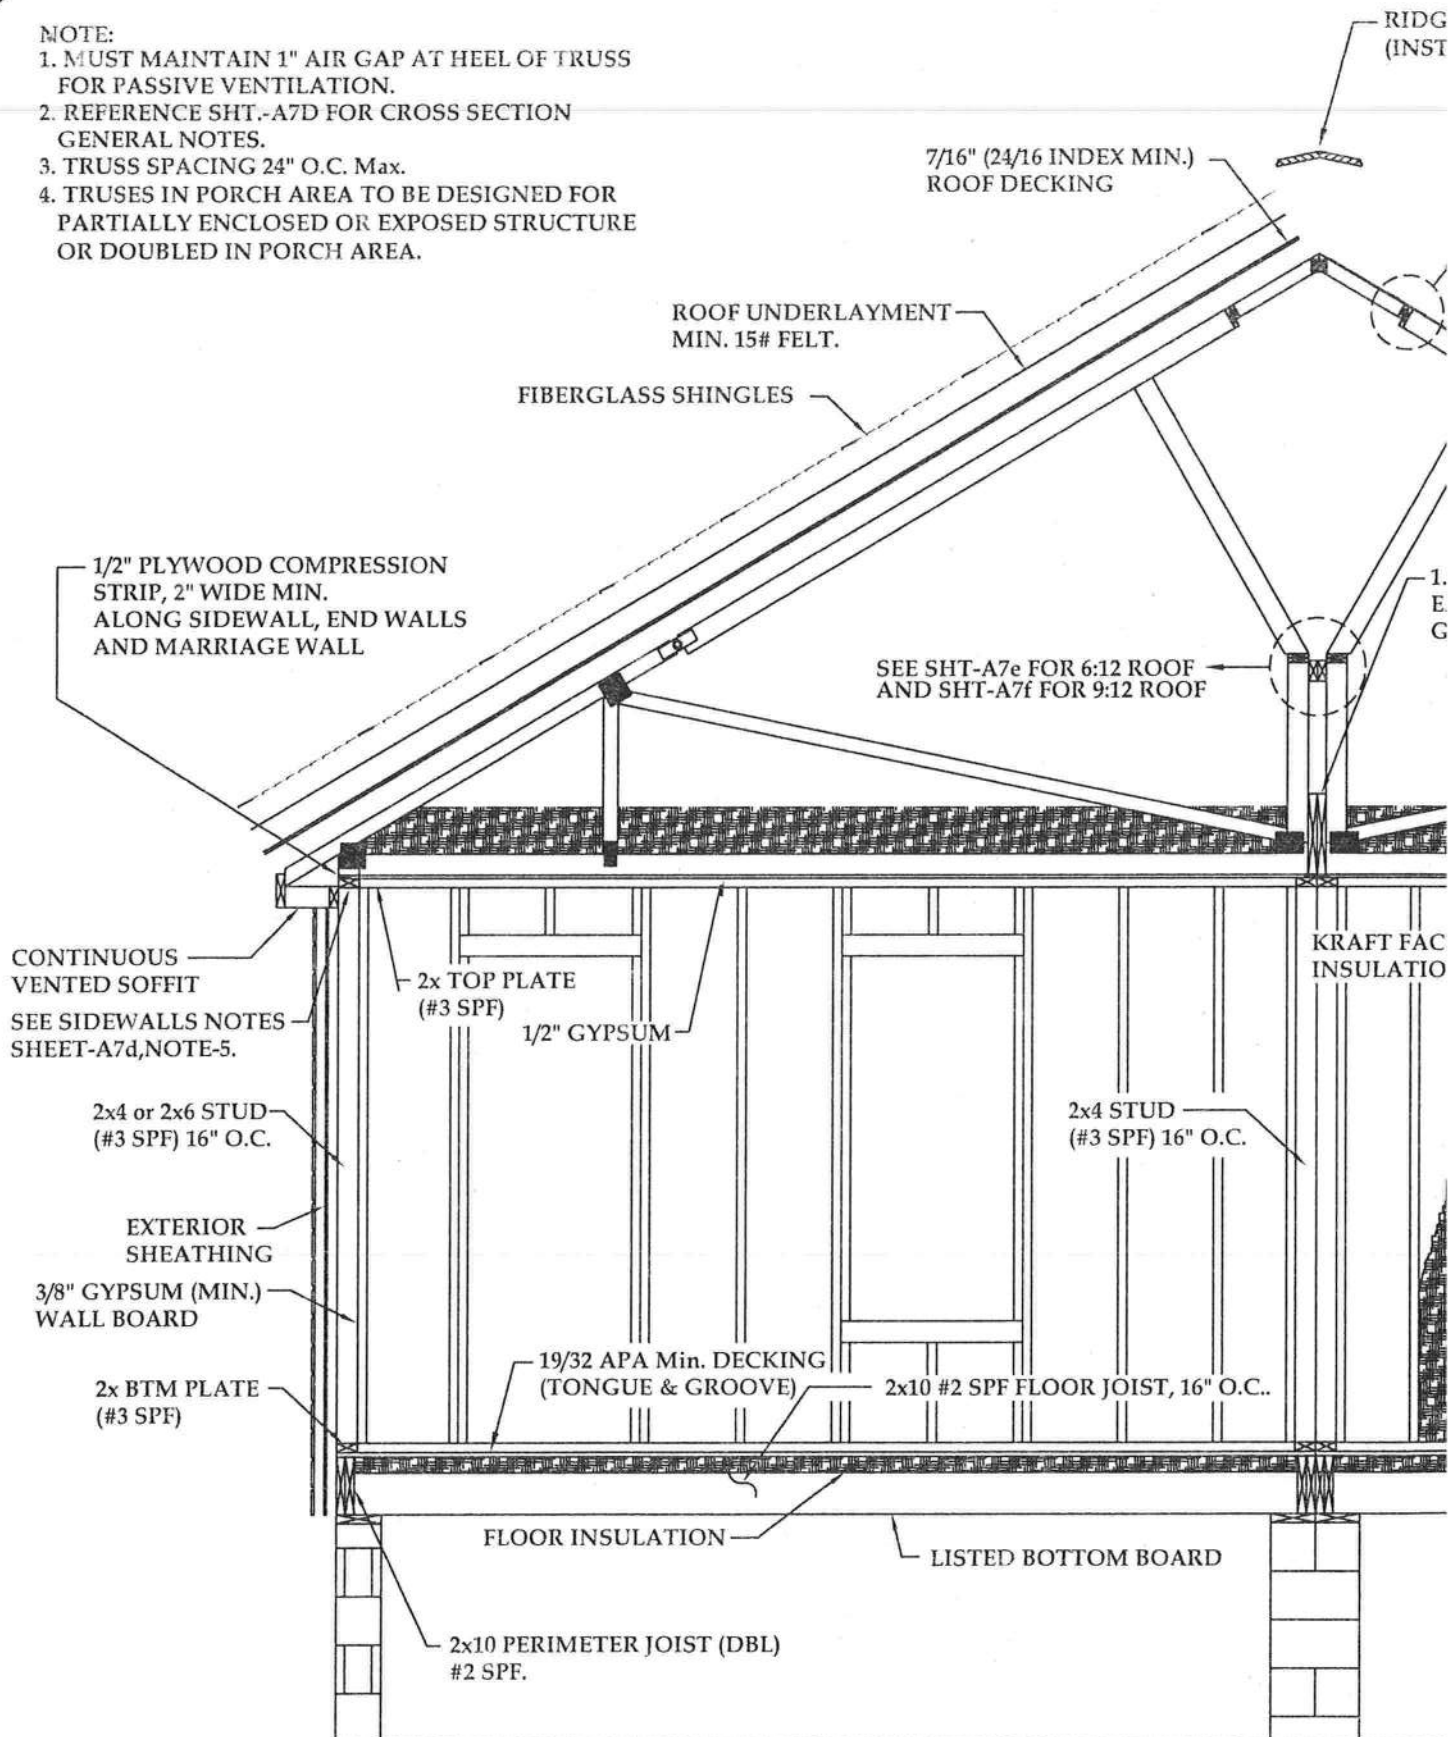 NOTE:
1. MUST MAINTAIN 1" AIR GAP AT HEEL OF TRUSS
FOR PASSIVE VENTILATION.
2. REFERENCE SHT.-A7D FOR CROSS SECTION
GENERAL NOTES.
3. TRUSS SPACING 24" O.C. Max.
4. TRUSES IN PORCH AREA TO BE DESIGNED FOR
PARTIALLY ENCLOSED OR EXPOSED STRUCTURE
OR DOUBLED IN PORCH AREA.
RIDG
(INST
7/16" (24/16 INDEX MIN.)
ROOF DECKING
ROOF UNDERLAYMENT
MIN. 15# FELT.
FIBERGLASS SHINGLES
1/2" PLYWOOD COMPRESSION
STRIP, 2" WIDE MIN.
ALONG SIDEWALL, END WALLS
AND MARRIAGE WALL
1.
E
G
SEE SHT-A7e FOR 6:12 ROOF
AND SHT-A7f FOR 9:12 ROOF
CONTINUOUS
VENTED SOFFIT
2x TOP PLATE
(#3 SPF)
1/2" GYPSUM
KRAFT FAC
INSULATIO
SEE SIDEWALLS NOTES
SHEET-A7d,NOTE-5.
2x4 or 2x6 STUD
(#3 SPF) 16" O.C.
2x4 STUD
(#3 SPF) 16" O.C.
EXTERIOR
SHEATHING
3/8" GYPSUM (MIN.)
WALL BOARD
19/32 APA Min. DECKING
(TONGUE & GROOVE)
2x10 #2 SPF FLOOR JOIST, 16" O.C..
2x BTM PLATE
(#3 SPF)
FLOOR INSULATION
LISTED BOTTOM BOARD
2x10 PERIMETER JOIST (DBL)
#2 SPF.